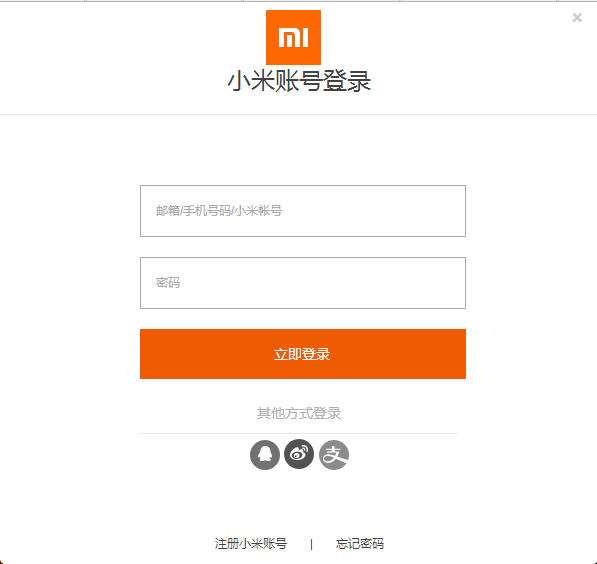 mi
小米账号登录
邮箱/手机号码/小米帐号
密码
立即登录
其他方式登录
支
注册小米账号 | 忘记密码